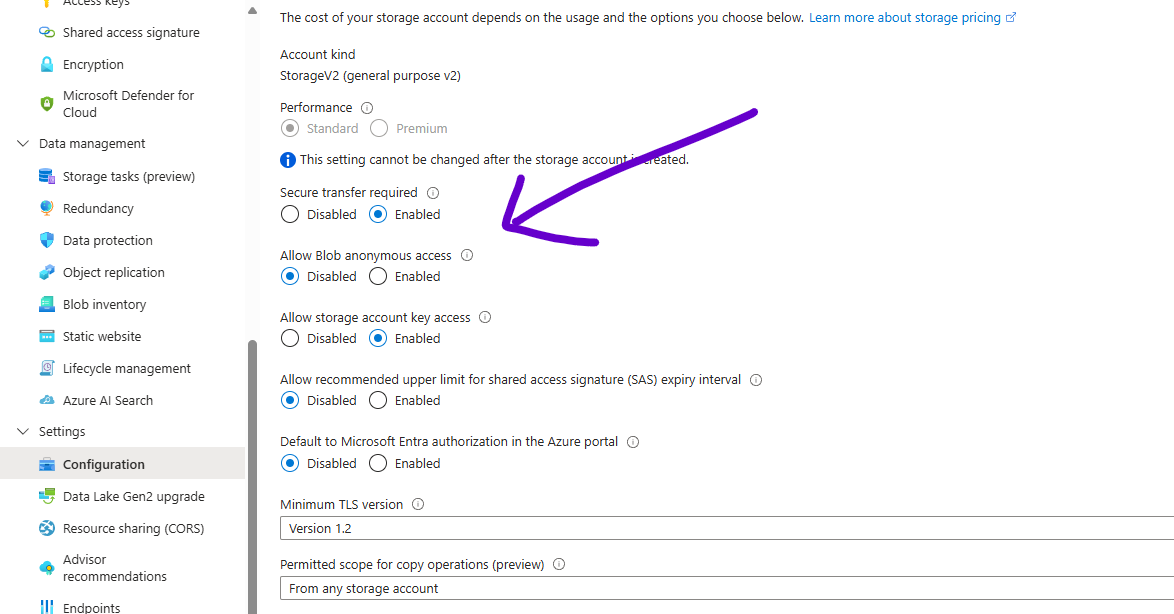 Access keys
Shared access signature
Encryption
Microsoft Defender for
Cloud
Data management
Storage tasks (preview)
Redundancy
Data protection
Object replication
Blob inventory
Static website
Lifecycle management
Azure AI Search
Settings
Configuration
Data Lake Gen2 upgrade
Resource sharing (CORS)
Advisor
recommendations
Endpoints
The cost of your storage account depends on the usage and the options you choose below. Learn more about storage pricing
Account kind
StorageV2 (general purpose v2)
Performance
Standard Premium
This setting cannot be changed after the storage account is created.
Secure transfer required
Disabled Enabled
Allow Blob anonymous access
Disabled Enabled
Allow storage account key access
Disabled Enabled
Allow recommended upper limit for shared access signature (SAS) expiry interval
Disabled Enabled
Default to Microsoft Entra authorization in the Azure portal
Disabled Enabled
Minimum TLS version
Version 1.2
Permitted scope for copy operations (preview)
From any storage account